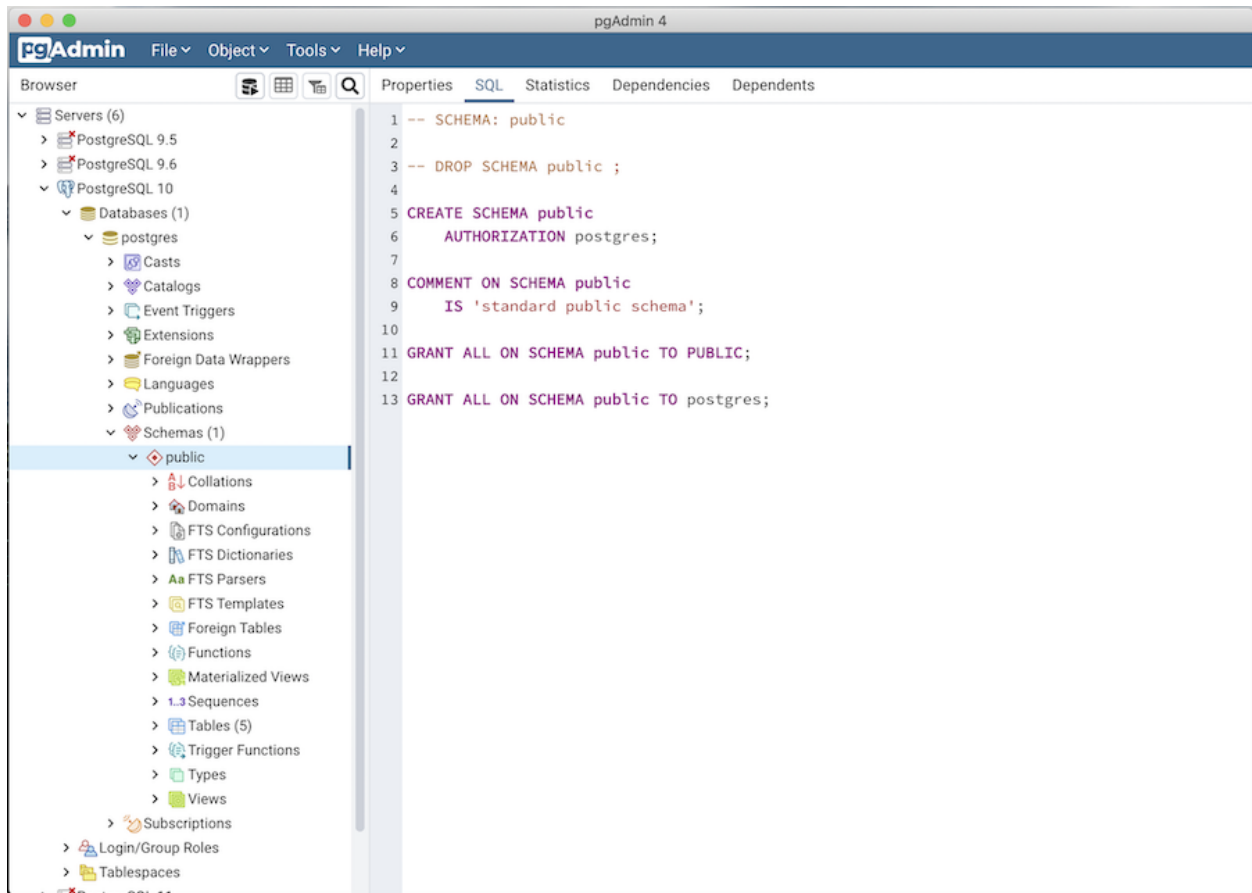 pgAdmin 4
pgAdmin File Object Tools Help
Browser
Properties SQL Statistics Dependencies Dependents
Servers (6)
PostgreSQL 9.5
PostgreSQL 9.6
PostgreSQL 10
Databases (1)
postgres
Casts
Catalogs
Event Triggers
Extensions
Foreign Data Wrappers
Languages
Publications
Schemas (1)
public
Collations
Domains
FTS Configurations
FTS Dictionaries
Aa FTS Parsers
FTS Templates
Foreign Tables
Functions
Materialized Views
1..3 Sequences
Tables (5)
Trigger Functions
Types
Views
Subscriptions
Login/Group Roles
Tablespaces
1 -- SCHEMA: public
2
3 -- DROP SCHEMA public ;
4
5 CREATE SCHEMA public
6 AUTHORIZATION postgres;
7
8 COMMENT ON SCHEMA public
9 IS 'standard public schema';
10
11 GRANT ALL ON SCHEMA public TO PUBLIC;
12
13 GRANT ALL ON SCHEMA public TO postgres;